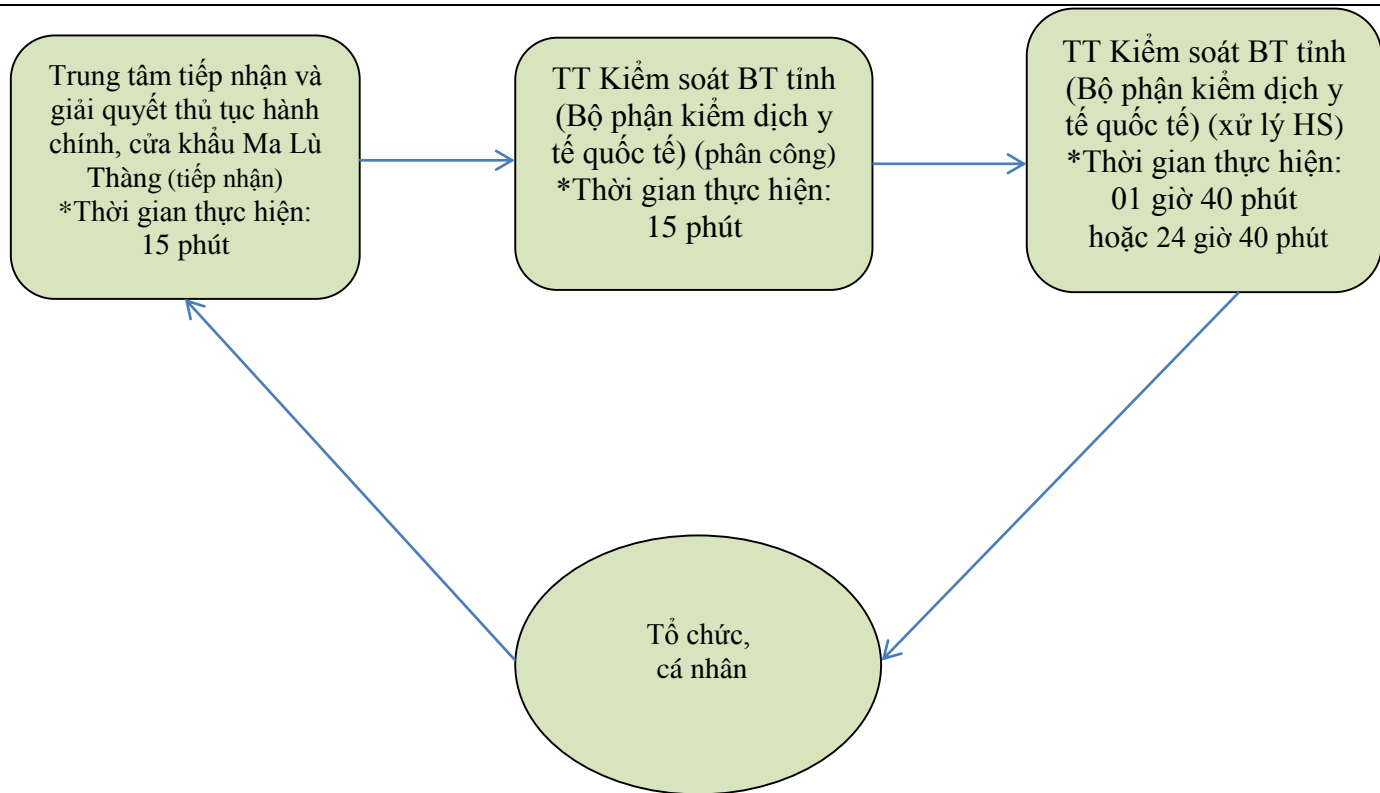 Trung tâm tiếp nhận và
giải quyết thủ tục hành
chính, cửa khẩu Ma Lù
Thàng (tiếp nhận)
*Thời gian thực hiện:
15 phút
TT Kiểm soát BT tỉnh
(Bộ phận kiểm dịch y
tế quốc tế) (phân công)
*Thời gian thực hiện:
15 phút
TT Kiểm soát BT tỉnh
(Bộ phận kiểm dịch y
tế quốc tế) (xử lý HS)
*Thời gian thực hiện:
01 giờ 40 phút
hoặc 24 giờ 40 phút
Tổ chức,
cá nhân